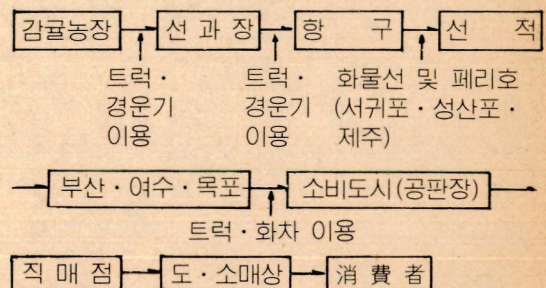 감귤농장 선과장 항구 선적
트럭· 트럭· 화물선 및 페리호
경운기 경운기 (서귀포·성산포·
이용 이용 제주)
부산·여수·목포 소비도시(공판장)
트럭·화차 이용
직매점 도·소매상 消費者